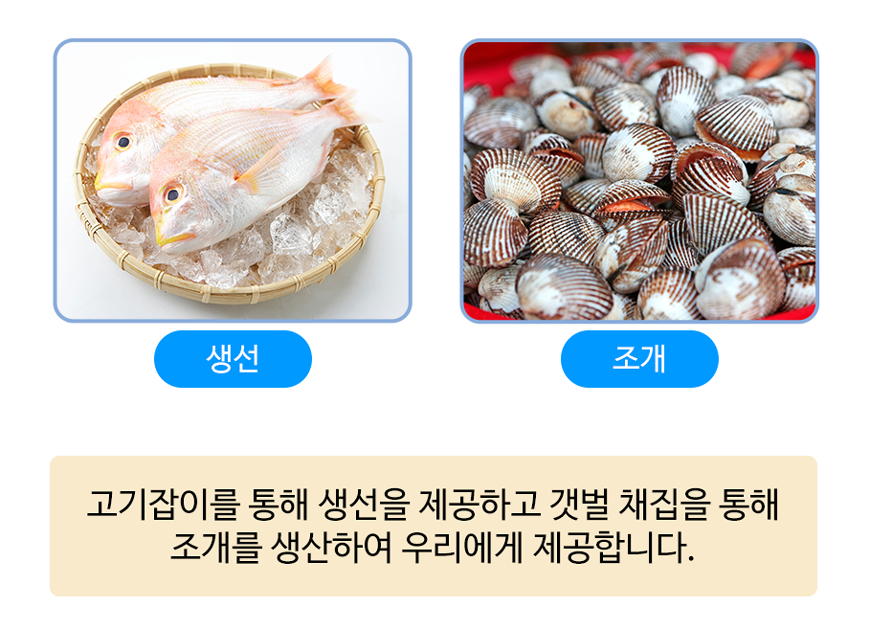 생선
조개
고기잡이를 통해 생선을 제공하고 갯벌 채집을 통해
조개를 생산하여 우리에게 제공합니다.